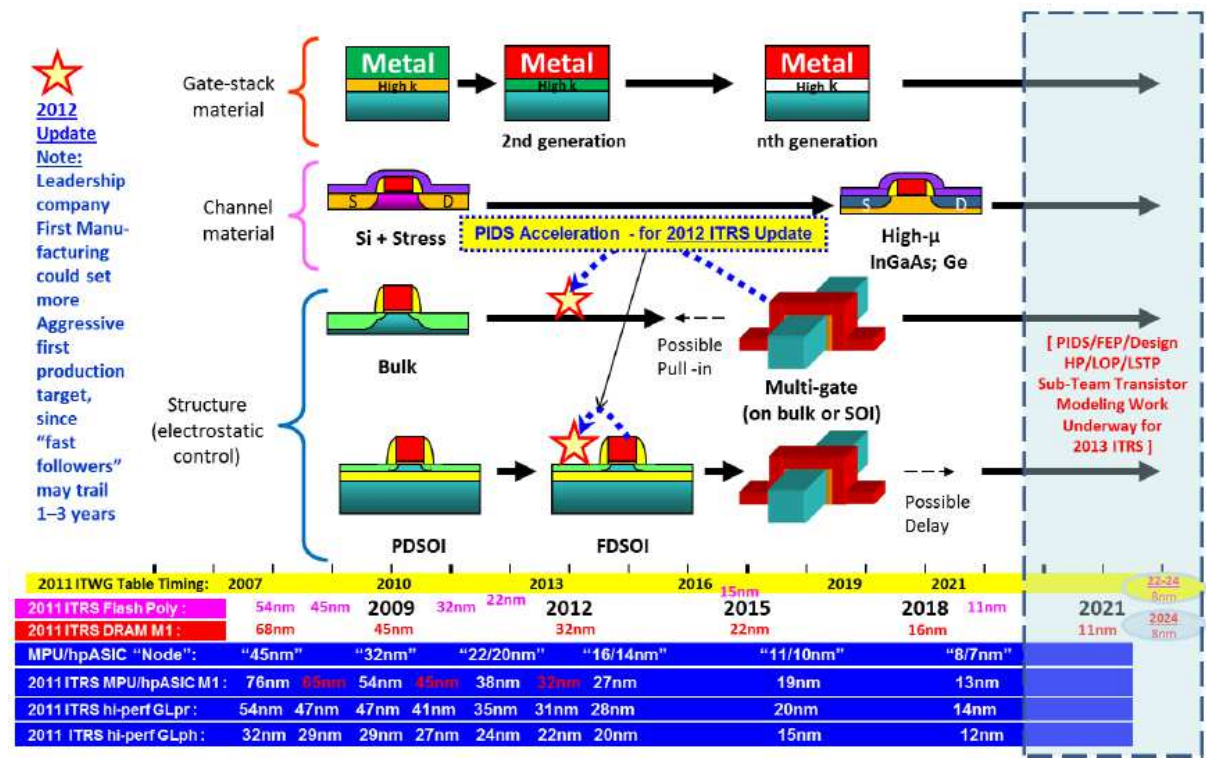 2012
Update
Note:
Leadership
company
First Manu-
facturing
could set
more
Aggressive
first
production
target,
since
"fast
followers"
may trail
1–3 years
Gate-stack
material
Metal
High k
Metal
High k
2nd generation
Metal
High k
nth generation
Channel
material
S D
Si + Stress
PIDS Acceleration - for 2012 ITRS Update
S D
High-μ
InGaAs; Ge
Structure
(electrostatic
control)
Bulk
Possible
Pull -in
Multi-gate
(on bulk or SOI)
PDSOI
FDSOI
Possible
Delay
[ PIDS/FEP/Design
HP/LOP/LSTP
Sub-Team Transistor
Modeling Work
Underway for
2013 ITRS ]
2011 ITWG Table Timing: 2007 2010 2013 2016 2019 2021 22-24
8nm
2011 ITRS Flash Poly : 54nm 45nm 2009 32nm 22nm 2012 15nm 2015 2018 11nm 2021 2024
8nm
2011 ITRS DRAM M1 : 68nm 45nm 32nm 22nm 16nm 11nm
MPU/hpASIC "Node": "45nm" "32nm" "22/20nm" "16/14nm" "11/10nm" "8/7nm"
2011 ITRS MPU/hpASIC M1 : 76nm 65nm 54nm 45nm 38nm 32nm 27nm 19nm 13nm
2011 ITRS hi-perf GLpr : 54nm 47nm 47nm 41nm 35nm 31nm 28nm 20nm 14nm
2011 ITRS hi-perf GLph : 32nm 29nm 29nm 27nm 24nm 22nm 20nm 15nm 12nm